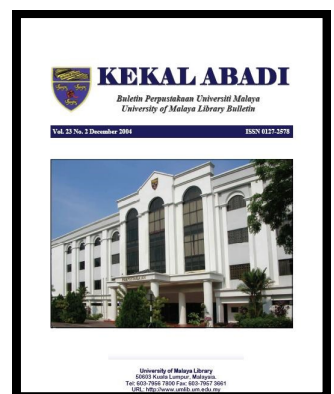 KEKAL ABADI
Buletin Perpustakaan Universiti Malaya
University of Malaya Library Bulletin
Vol. 23 No. 2 December 2004 ISSN 0127-2578
University of Malaya Library
50603 Kuala Lumpur, Malaysia.
Tel: 603-7956 7800 Fax: 603-7957 3661
URL: http://www.umlib.um.edu.my